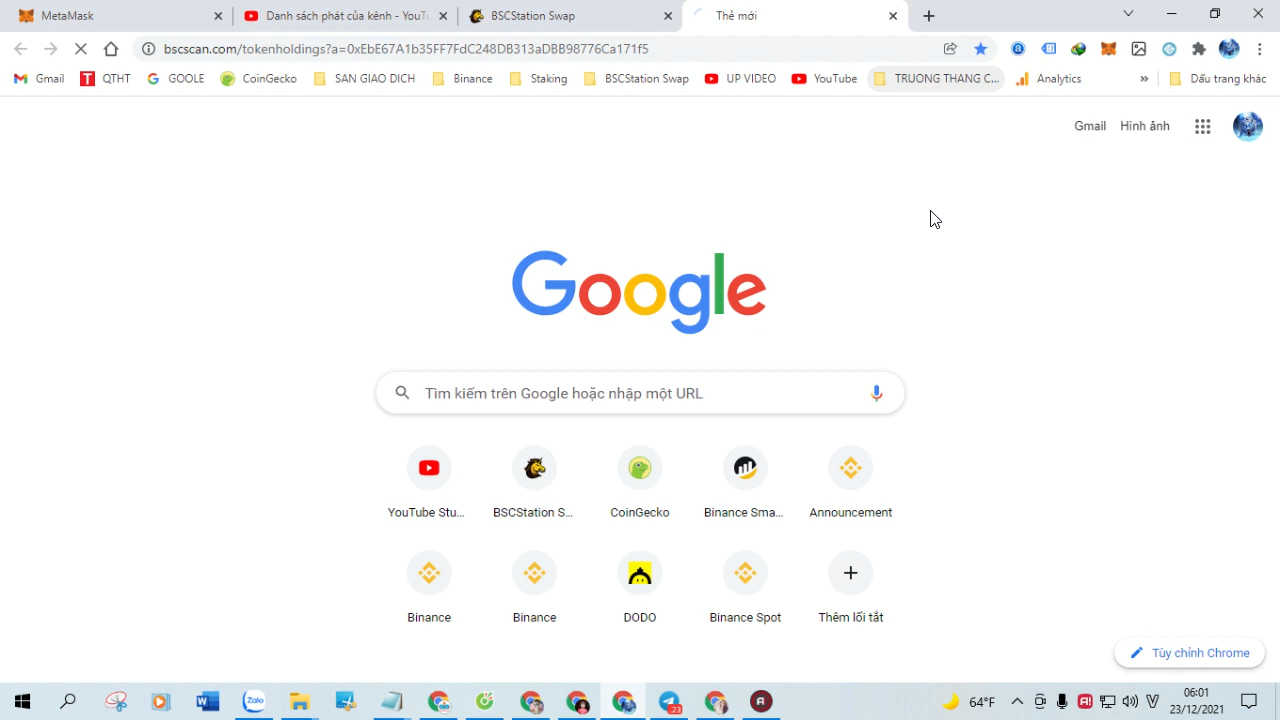 MetaMask
Danh sách phát của kênh - YouTu
BSCStation Swap
Thẻ mới
bscscan.com/tokenholdings?a=0xEbE67A1b35FF7FdC248DB313aDBB98776Ca171f5
Gmail
QTHT
GOOLE
CoinGecko
SAN GIAO DICH
Binance
Staking
BSCStation Swap
UP VIDEO
YouTube
TRUONG THANG C...
Analytics
»
Dấu trang khác
Gmail
Hình ảnh
Google
Tìm kiếm trên Google hoặc nhập một URL
YouTube Stu...
BSCStation S...
CoinGecko
Binance Sma...
Announcement
Binance
Binance
DODO
Binance Spot
Thêm lối tắt
Tùy chỉnh Chrome
Zalo
23
64°F
06:01
23/12/2021